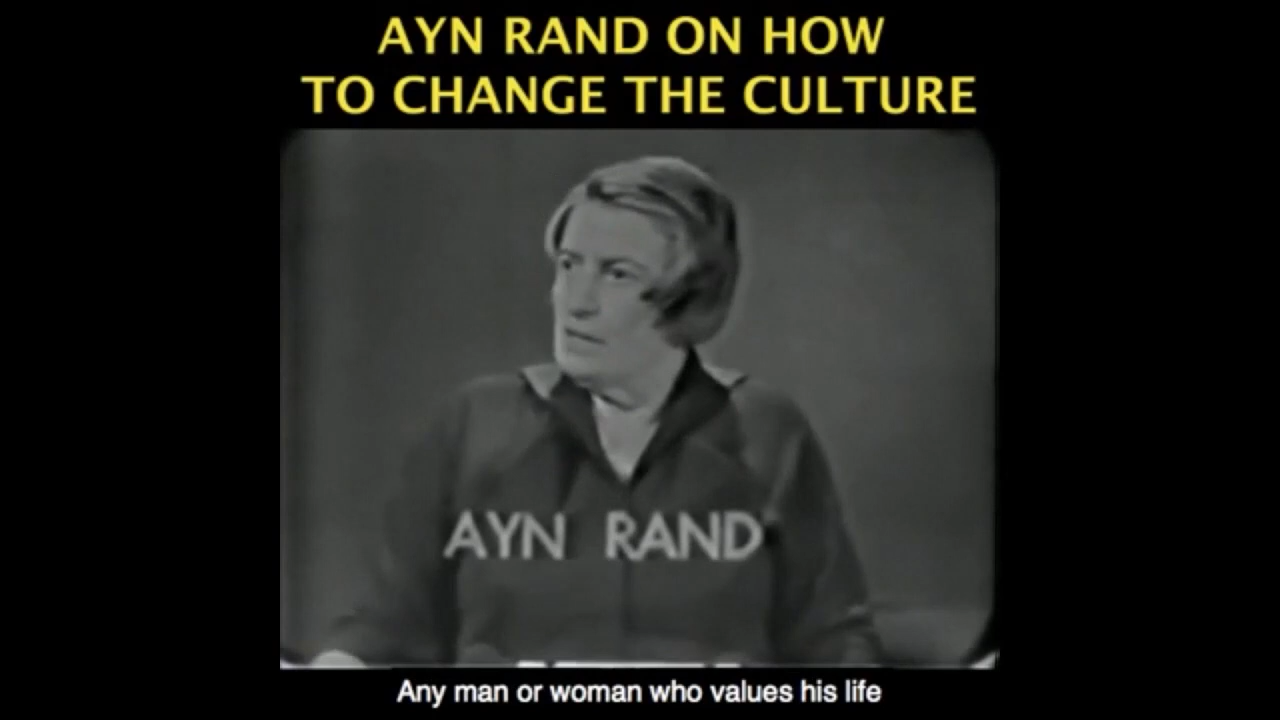 AYN RAND ON HOW
TO CHANGE THE CULTURE
AYN RAND
Any man or woman who values his life